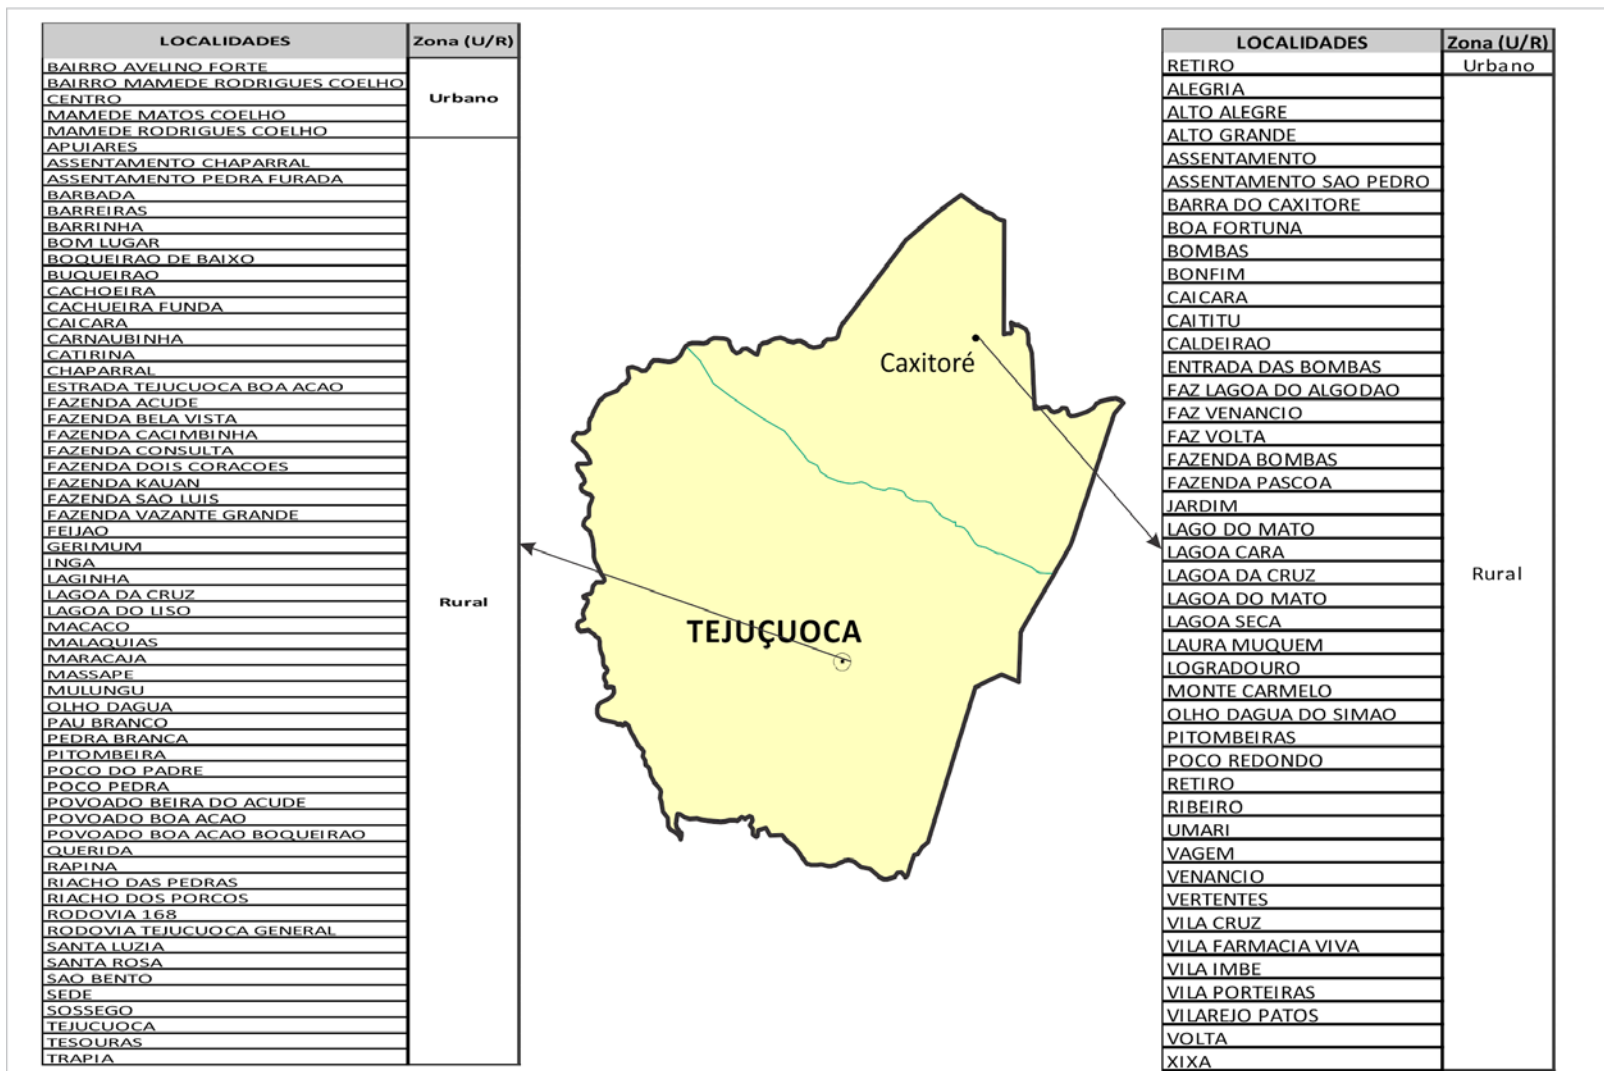 LOCALIDADES Zona (U/R)
BAIRRO AVELINO FORTE
BAIRRO MAMEDE RODRIGUES COELHO
CENTRO
MAMEDE MATOS COELHO
MAMEDE RODRIGUES COELHO
Urbano
APUIARES
ASSENTAMENTO CHAPARRAL
ASSENTAMENTO PEDRA FURADA
BARBADA
BARREIRAS
BARRINHA
BOM LUGAR
BOQUEIRAO DE BAIXO
BUQUEIRAO
CACHOEIRA
CACHUEIRA FUNDA
CAICARA
CARNAUBINHA
CATIRINA
CHAPARRAL
ESTRADA TEJUCUOCA BOA ACAO
FAZENDA ACUDE
FAZENDA BELA VISTA
FAZENDA CACIMBINHA
FAZENDA CONSULTA
FAZENDA DOIS CORACOES
FAZENDA KAUAN
FAZENDA SAO LUIS
FAZENDA VAZANTE GRANDE
FEIJAO
GERIMUM
INGA
LAGINHA
LAGOA DA CRUZ
LAGOA DO LISO
MACACO
MALAQUIAS
MARACAJA
MASSAPE
MULUNGU
OLHO DAGUA
PAU BRANCO
PEDRA BRANCA
PITOMBEIRA
POCO DO PADRE
POCO PEDRA
POVOADO BEIRA DO ACUDE
POVOADO BOA ACAO
POVOADO BOA ACAO BOQUEIRAO
QUERIDA
RAPINA
RIACHO DAS PEDRAS
RIACHO DOS PORCOS
RODOVIA 168
RODOVIA TEJUCUOCA GENERAL
SANTA LUZIA
SANTA ROSA
SAO BENTO
SEDE
SOSSEGO
TEJUCUOCA
TESOURAS
TRAPIA
Rural
Caxitoré
TEJUÇUOCA
LOCALIDADES Zona (U/R)
RETIRO Urbano
ALEGRIA
ALTO ALEGRE
ALTO GRANDE
ASSENTAMENTO
ASSENTAMENTO SAO PEDRO
BARRA DO CAXITORE
BOA FORTUNA
BOMBAS
BONFIM
CAICARA
CAITITU
CALDEIRAO
ENTRADA DAS BOMBAS
FAZ LAGOA DO ALGODAO
FAZ VENANCIO
FAZ VOLTA
FAZENDA BOMBAS
FAZENDA PASCOA
JARDIM
LAGO DO MATO
LAGOA CARA
LAGOA DA CRUZ
LAGOA DO MATO
LAGOA SECA
LAURA MUQUEM
LOGRADOURO
MONTE CARMELO
OLHO DAGUA DO SIMAO
PITOMBEIRAS
POCO REDONDO
RETIRO
RIBEIRO
UMARI
VAGEM
VENANCIO
VERTENTES
VILA CRUZ
VILA FARMACIA VIVA
VILA IMBE
VILA PORTEIRAS
VILAREJO PATOS
VOLTA
XIXA
Rural